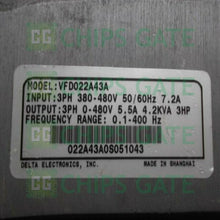 CHIPS GATE
MODEL:VFD022A43A
INPUT:3PH 380-480V 50/60Hz 7.2A
OUTPUT:3PH 0-480V 5.5A 4.2KVA 3HP
FREQUENCY RANGE: 0.1-400 Hz
022A43A0S051043
DELTA ELECTRONICS, INC.
MADE IN SHANGHAI